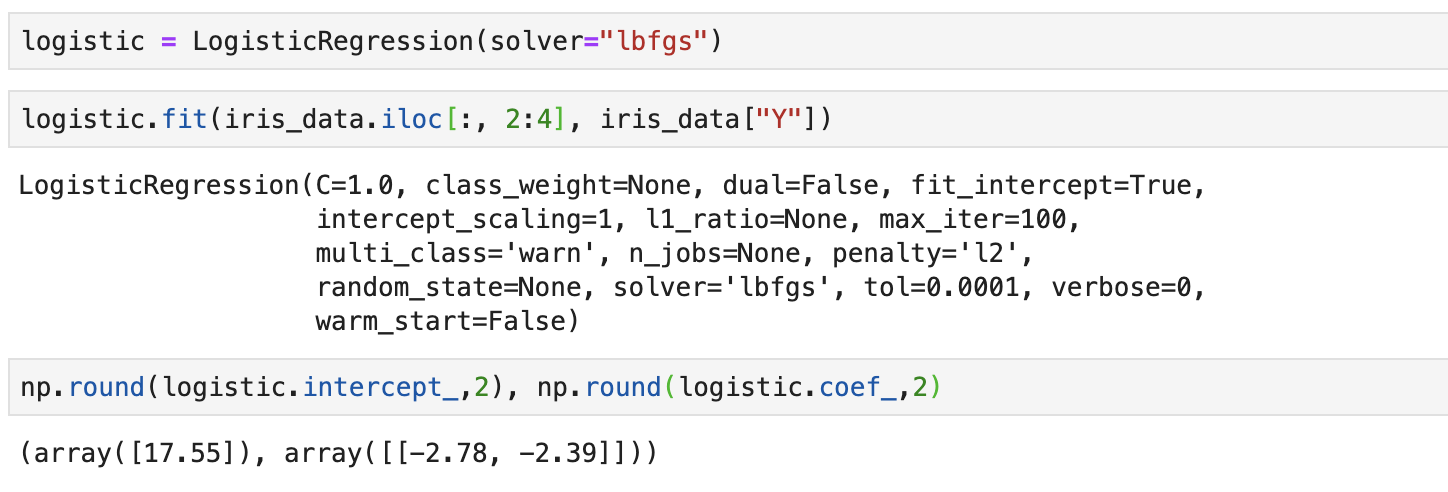 logistic = LogisticRegression(solver="lbfgs")
logistic.fit(iris_data.iloc[:, 2:4], iris_data["Y"])
LogisticRegression(C=1.0, class_weight=None, dual=False, fit_intercept=True,
                   intercept_scaling=1, l1_ratio=None, max_iter=100,
                   multi_class='warn', n_jobs=None, penalty='l2',
                   random_state=None, solver='lbfgs', tol=0.0001, verbose=0,
                   warm_start=False)
np.round(logistic.intercept_,2), np.round(logistic.coef_,2)
(array([17.55]), array([[-2.78, -2.39]]))